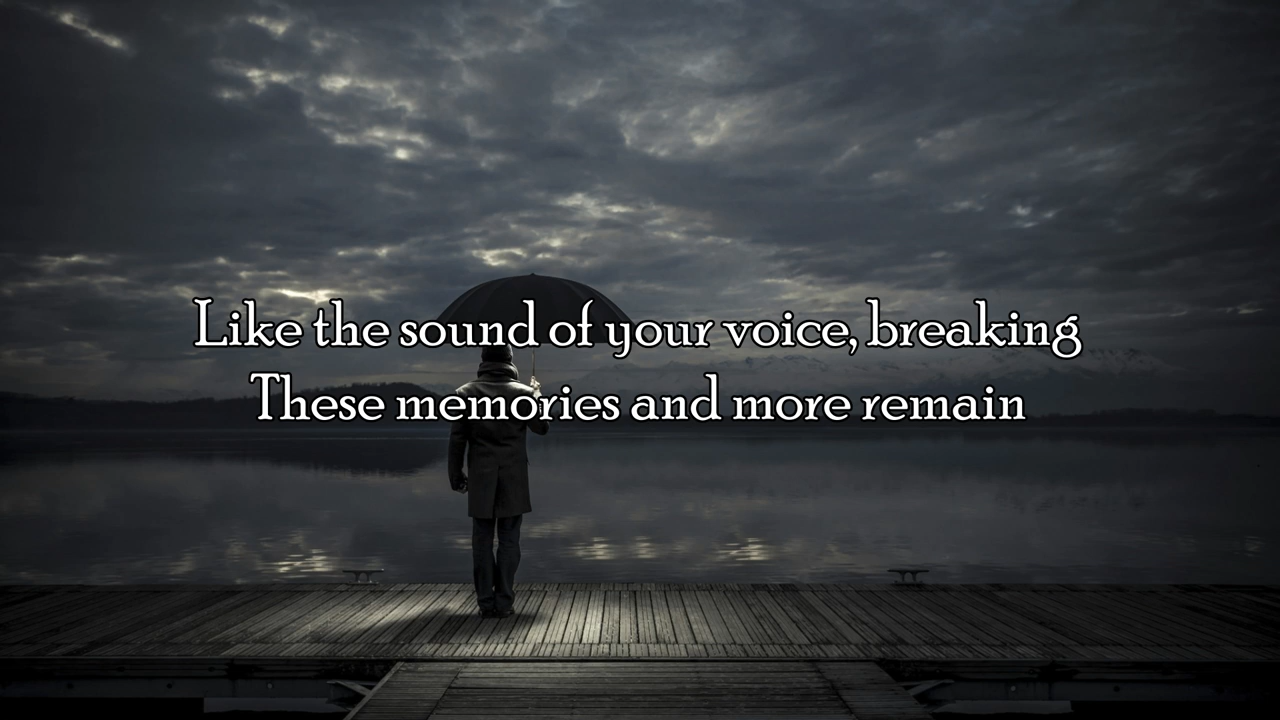 Like the sound of your voice, breaking
These memories and more remain